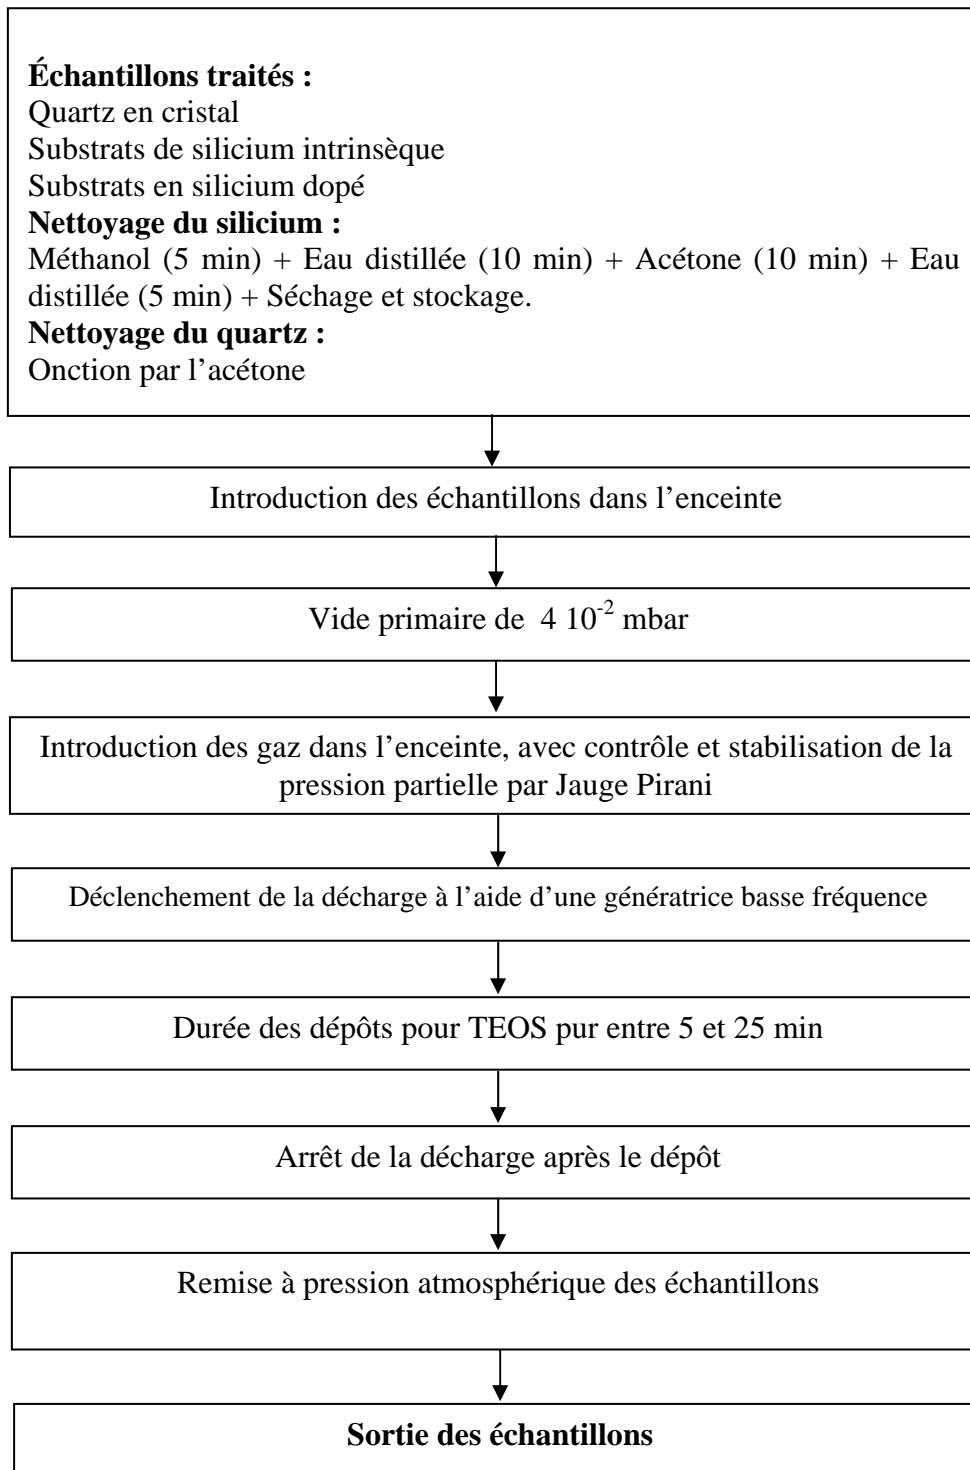 Échantillons traités :
Quartz en cristal
Substrats de silicium intrinsèque
Substrats en silicium dopé
Nettoyage du silicium :
Méthanol (5 min) + Eau distillée (10 min) + Acétone (10 min) + Eau
distillée (5 min) + Séchage et stockage.
Nettoyage du quartz :
Onction par l’acétone
Introduction des échantillons dans l’enceinte
Vide primaire de 4 10⁻² mbar
Introduction des gaz dans l’enceinte, avec contrôle et stabilisation de la
pression partielle par Jauge Pirani
Déclenchement de la décharge à l’aide d’une génératrice basse fréquence
Durée des dépôts pour TEOS pur entre 5 et 25 min
Arrêt de la décharge après le dépôt
Remise à pression atmosphérique des échantillons
Sortie des échantillons